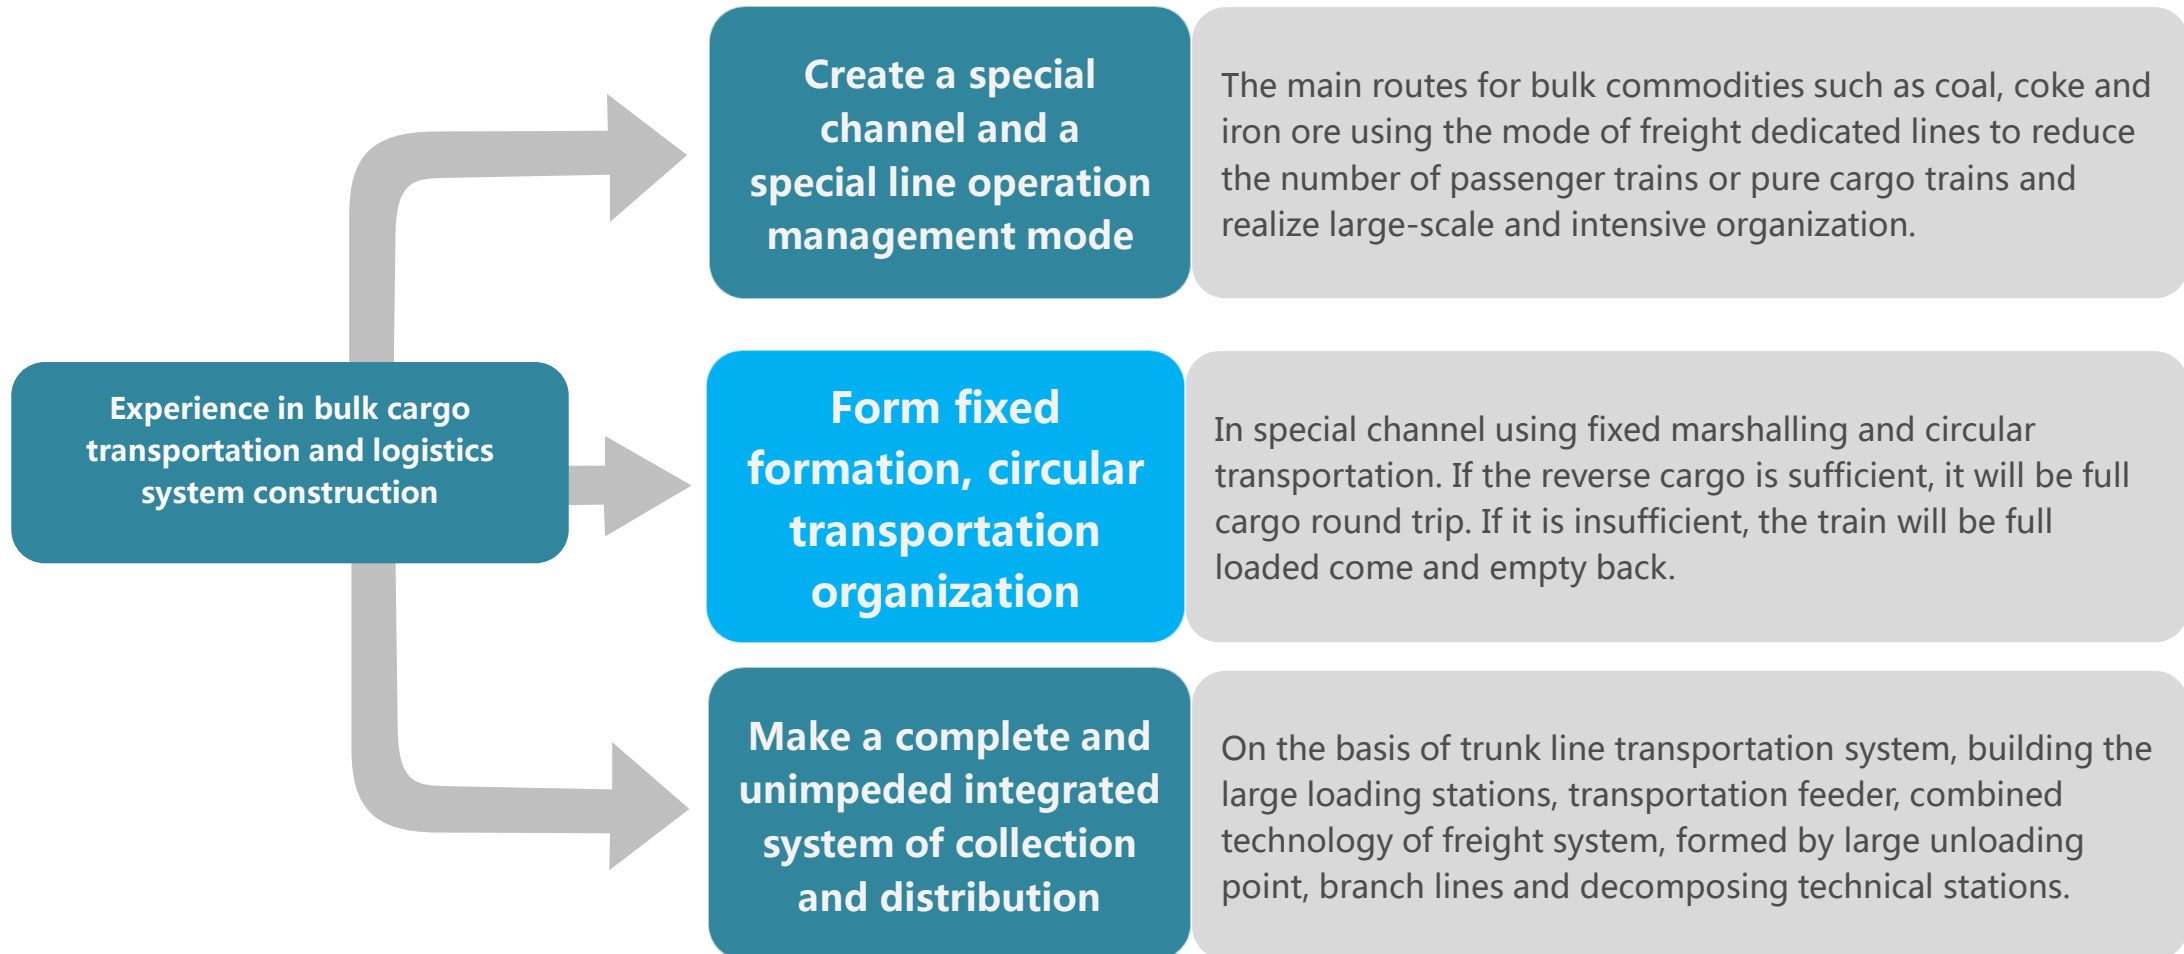 Experience in bulk cargo
transportation and logistics
system construction
Create a special
channel and a
special line operation
management mode
The main routes for bulk commodities such as coal, coke and
iron ore using the mode of freight dedicated lines to reduce
the number of passenger trains or pure cargo trains and
realize large-scale and intensive organization.
Form fixed
formation, circular
transportation
organization
In special channel using fixed marshalling and circular
transportation. If the reverse cargo is sufficient, it will be full
cargo round trip. If it is insufficient, the train will be full
loaded come and empty back.
Make a complete and
unimpeded integrated
system of collection
and distribution
On the basis of trunk line transportation system, building the
large loading stations, transportation feeder, combined
technology of freight system, formed by large unloading
point, branch lines and decomposing technical stations.